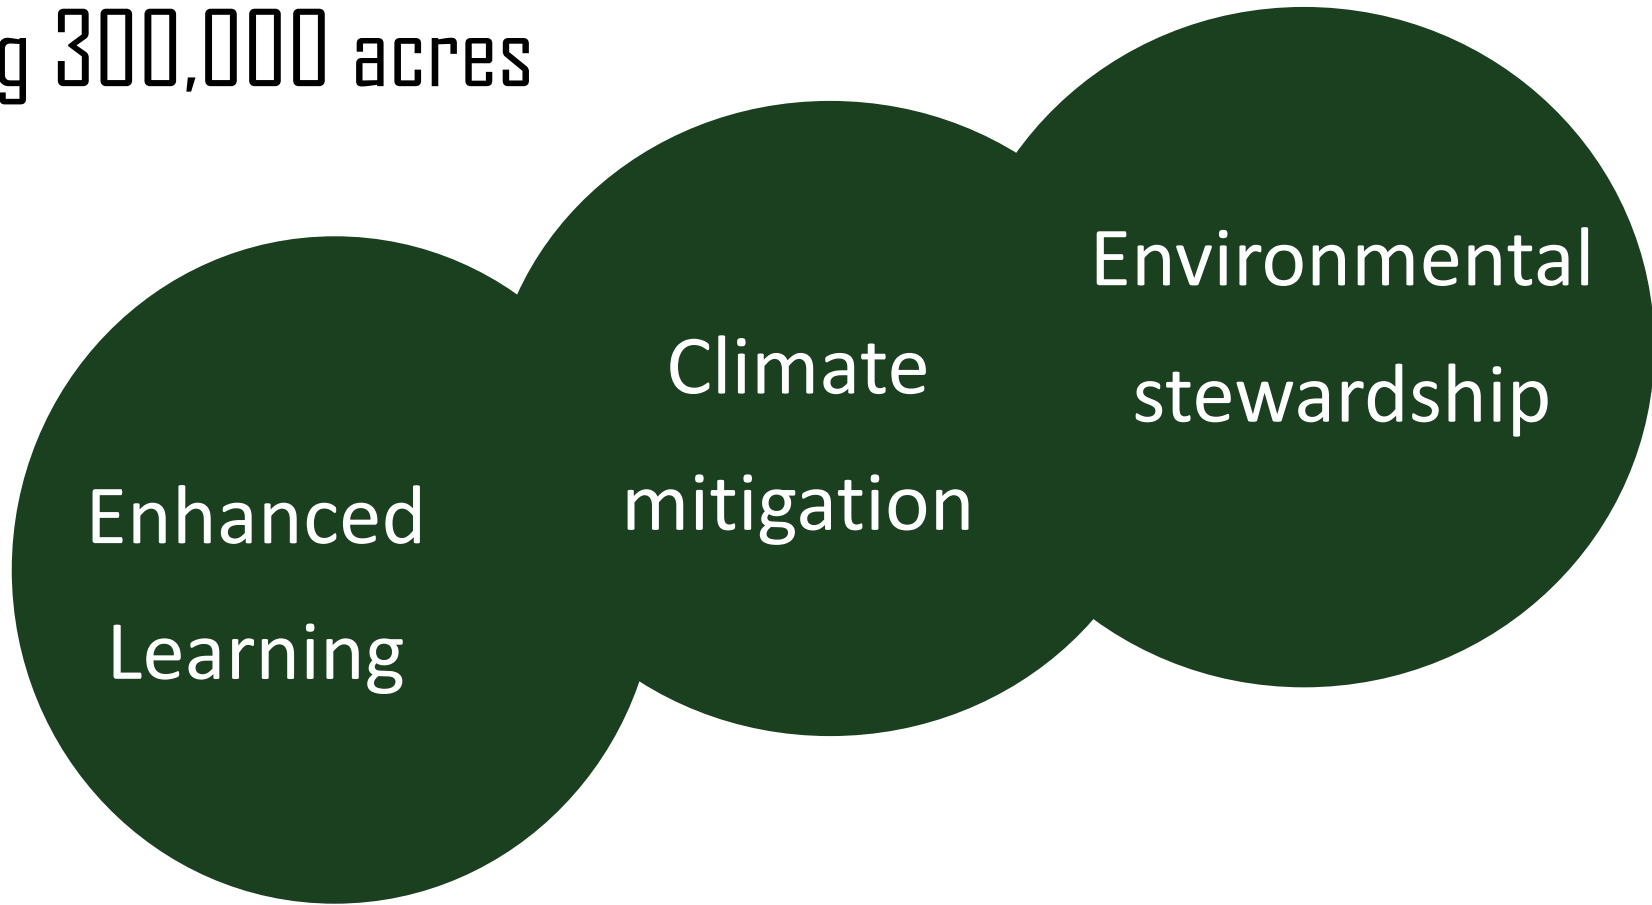 g 300,000 acres
Enhanced
Learning
Climate
mitigation
Environmental
stewardship